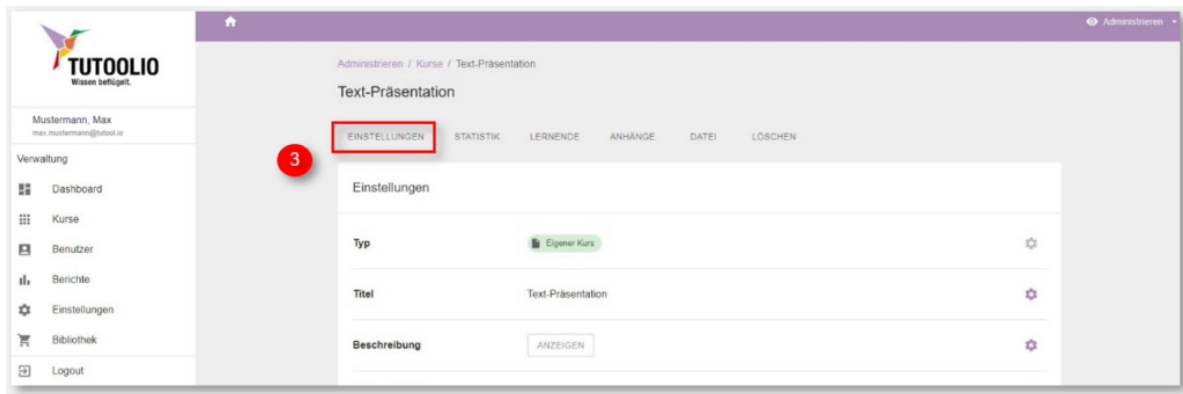 Administrieren
TUTOOLIO
Wissen beflügelt.
Mustermann, Max
max.mustermann@tutool.io
Verwaltung
Dashboard
Kurse
Benutzer
Berichte
Einstellungen
Bibliothek
Logout
Administrieren / Kurse / Text-Präsentation
Text-Präsentation
3
EINSTELLUNGEN STATISTIK LERNENDE ANHÄNGE DATEI LÖSCHEN
Einstellungen
Typ Eigener Kurs
Titel Text-Präsentation
Beschreibung ANZEIGEN